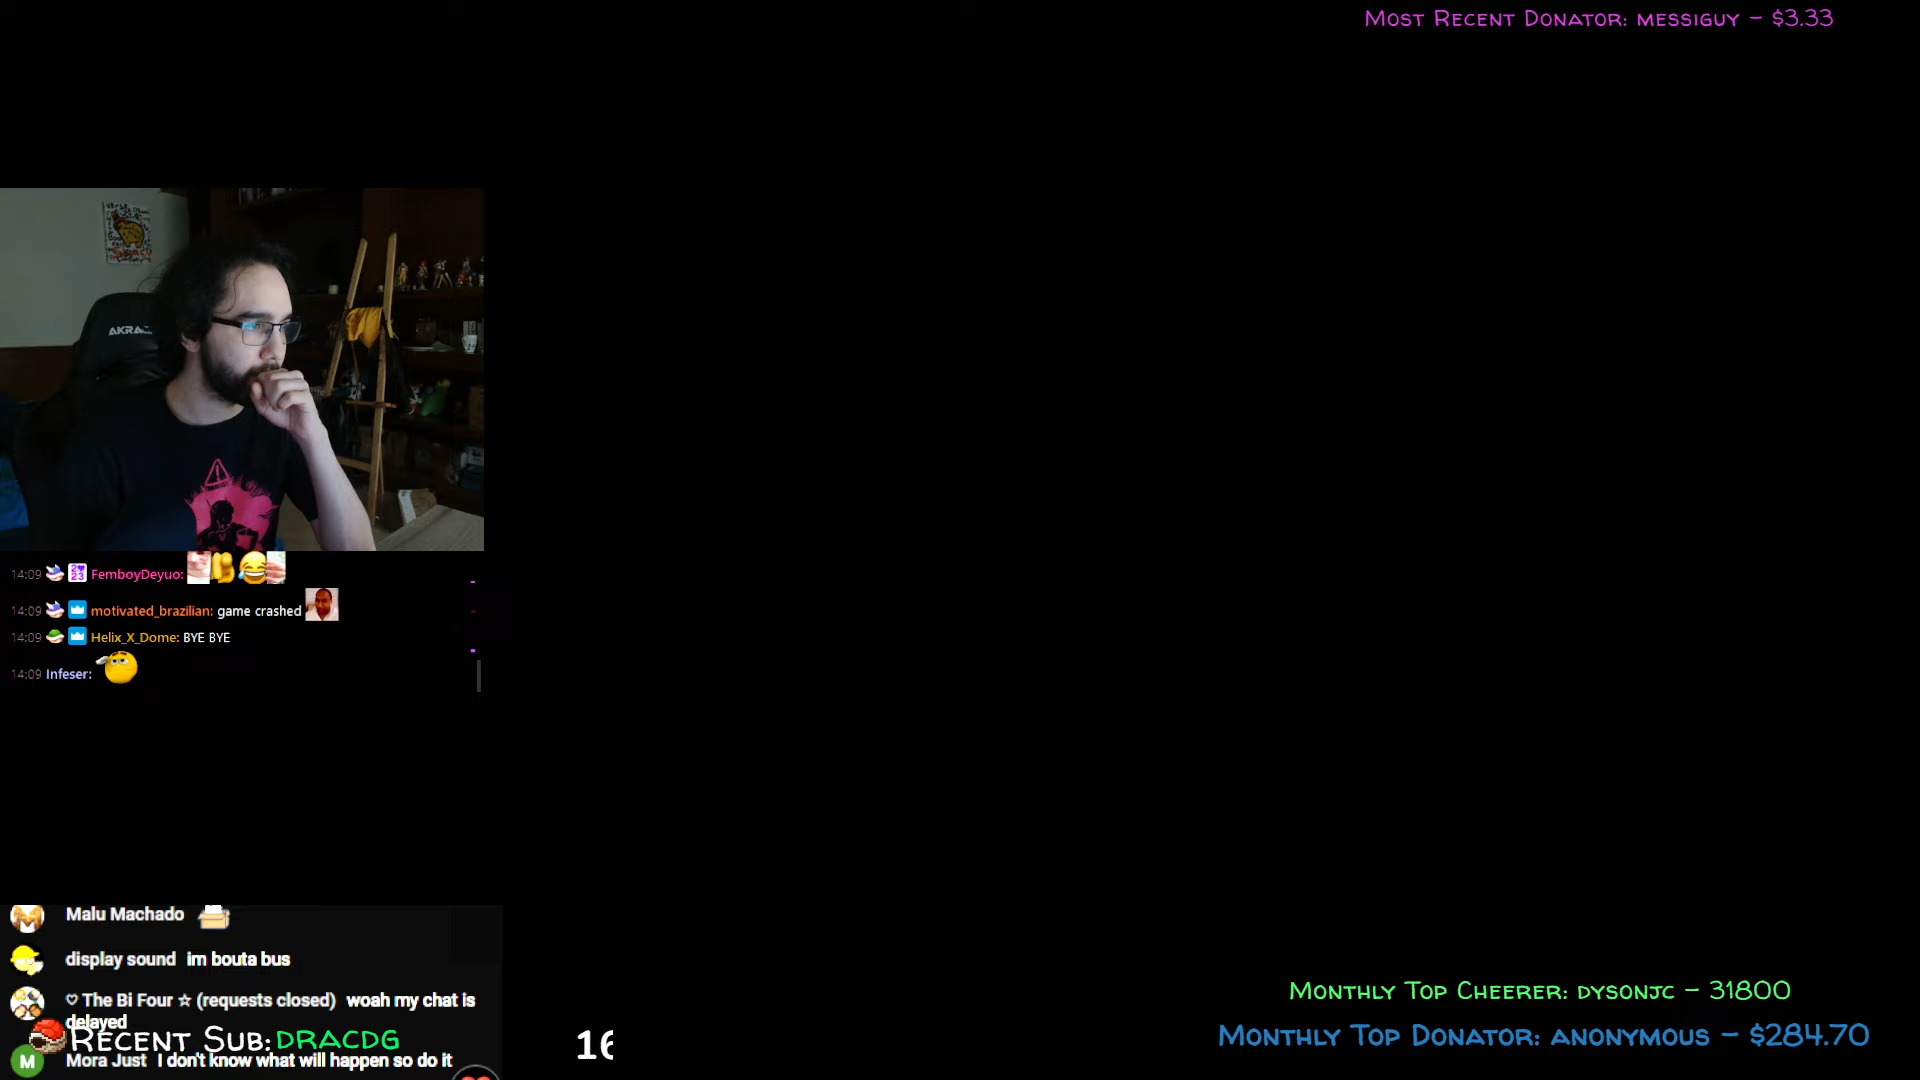 Most Recent Donator: messiguy – $3.33
AKRAC
14:09 FemboyDeyuo:
14:09 motivated_brazilian: game crashed
14:09 Helix_X_Dome: BYE BYE
14:09 Infeser:
Malu Machado
display sound im bouta bus
♡ The Bi Four ☆ (requests closed) woah my chat is
delayed
Recent Sub: dracdg
M Mora Just I don't know what will happen so do it
16
Monthly Top Cheerer: dysonjc – 31800
Monthly Top Donator: anonymous – $284.70